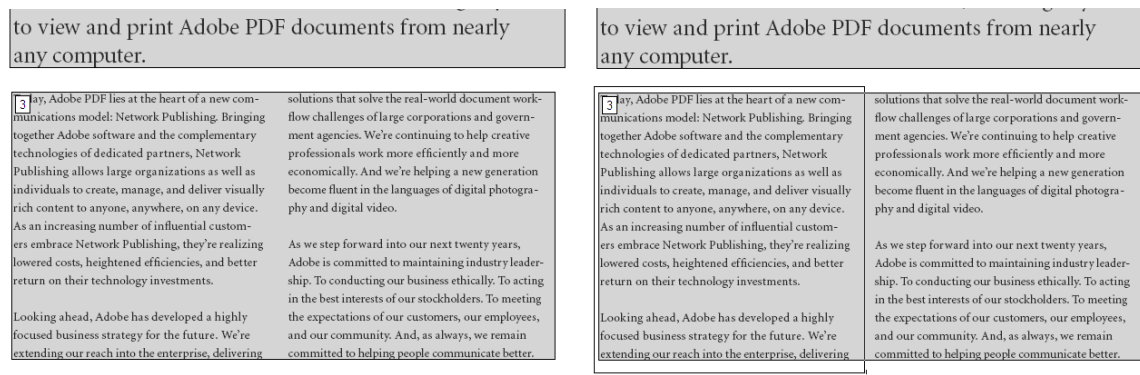 to view and print Adobe PDF documents from nearly
any computer.
3
Adobe PDF lies at the heart of a new com-
munications model: Network Publishing. Bringing
together Adobe software and the complementary
technologies of dedicated partners, Network
Publishing allows large organizations as well as
individuals to create, manage, and deliver visually
rich content to anyone, anywhere, on any device.
As an increasing number of influential custom-
ers embrace Network Publishing, they're realizing
lowered costs, heightened efficiencies, and better
return on their technology investments.
Looking ahead, Adobe has developed a highly
focused business strategy for the future. We're
extending our reach into the enterprise, delivering
solutions that solve the real-world document work-
flow challenges of large corporations and govern-
ment agencies. We're continuing to help creative
professionals work more efficiently and more
economically. And we're helping a new generation
become fluent in the languages of digital photogra-
phy and digital video.
As we step forward into our next twenty years,
Adobe is committed to maintaining industry leader-
ship. To conducting our business ethically. To acting
in the best interests of our stockholders. To meeting
the expectations of our customers, our employees,
and our community. And, as always, we remain
committed to helping people communicate better.
to view and print Adobe PDF documents from nearly
any computer.
3
Adobe PDF lies at the heart of a new com-
munications model: Network Publishing. Bringing
together Adobe software and the complementary
technologies of dedicated partners, Network
Publishing allows large organizations as well as
individuals to create, manage, and deliver visually
rich content to anyone, anywhere, on any device.
As an increasing number of influential custom-
ers embrace Network Publishing, they're realizing
lowered costs, heightened efficiencies, and better
return on their technology investments.
Looking ahead, Adobe has developed a highly
focused business strategy for the future. We're
extending our reach into the enterprise, delivering
solutions that solve the real-world document work-
flow challenges of large corporations and govern-
ment agencies. We're continuing to help creative
professionals work more efficiently and more
economically. And we're helping a new generation
become fluent in the languages of digital photogra-
phy and digital video.
As we step forward into our next twenty years,
Adobe is committed to maintaining industry leader-
ship. To conducting our business ethically. To acting
in the best interests of our stockholders. To meeting
the expectations of our customers, our employees,
and our community. And, as always, we remain
committed to helping people communicate better.